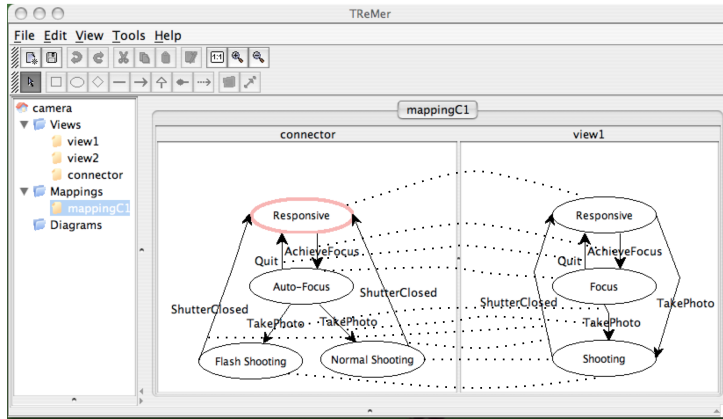 TReMer
File Edit View Tools Help
1:1
camera
Views
view1
view2
connector
Mappings
mappingC1
Diagrams
mappingC1
connector
view1
Responsive
AchieveFocus
Quit
Auto-Focus
ShutterClosed
ShutterClosed
TakePhoto
TakePhoto
Flash Shooting
Normal Shooting
Responsive
AchieveFocus
Quit
Focus
ShutterClosed
TakePhoto
TakePhoto
Shooting